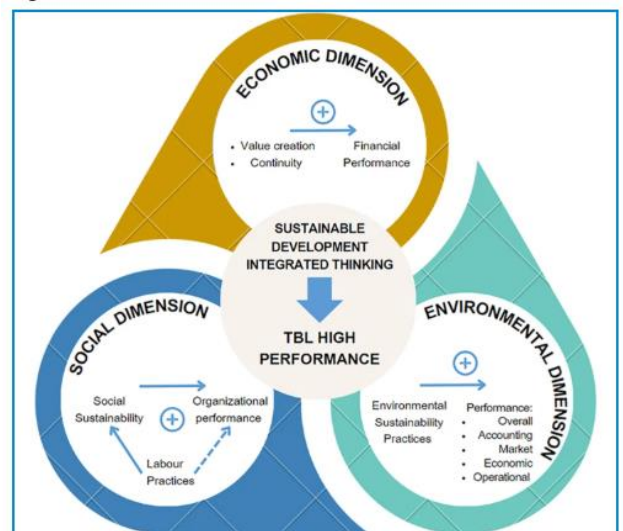 ECONOMIC DIMENSION
• Value creation
• Continuity
Financial
Performance
SUSTAINABLE
DEVELOPMENT
INTEGRATED THINKING
TBL HIGH
PERFORMANCE
SOCIAL DIMENSION
Social
Sustainability
Organizational
performance
Labour
Practices
ENVIRONMENTAL DIMENSION
Environmental
Sustainability
Practices
Performance:
• Overall
• Accounting
• Market
• Economic
• Operational